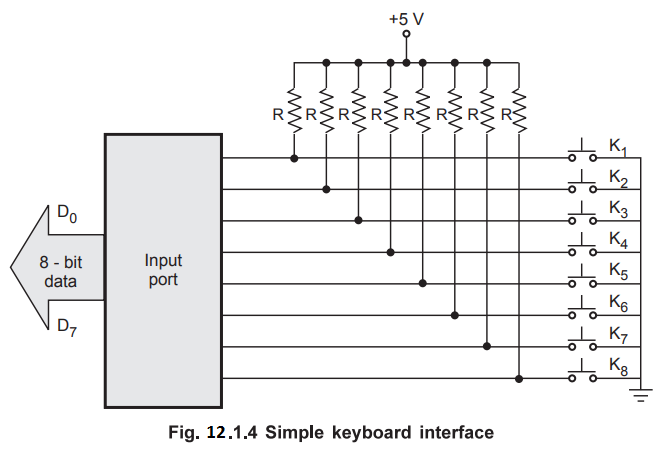 +5 V
R R R R R R R R
K1
K2
K3
K4
K5
K6
K7
K8
D0
8 - bit
data
D7
Input
port
Fig. 12.1.4 Simple keyboard interface